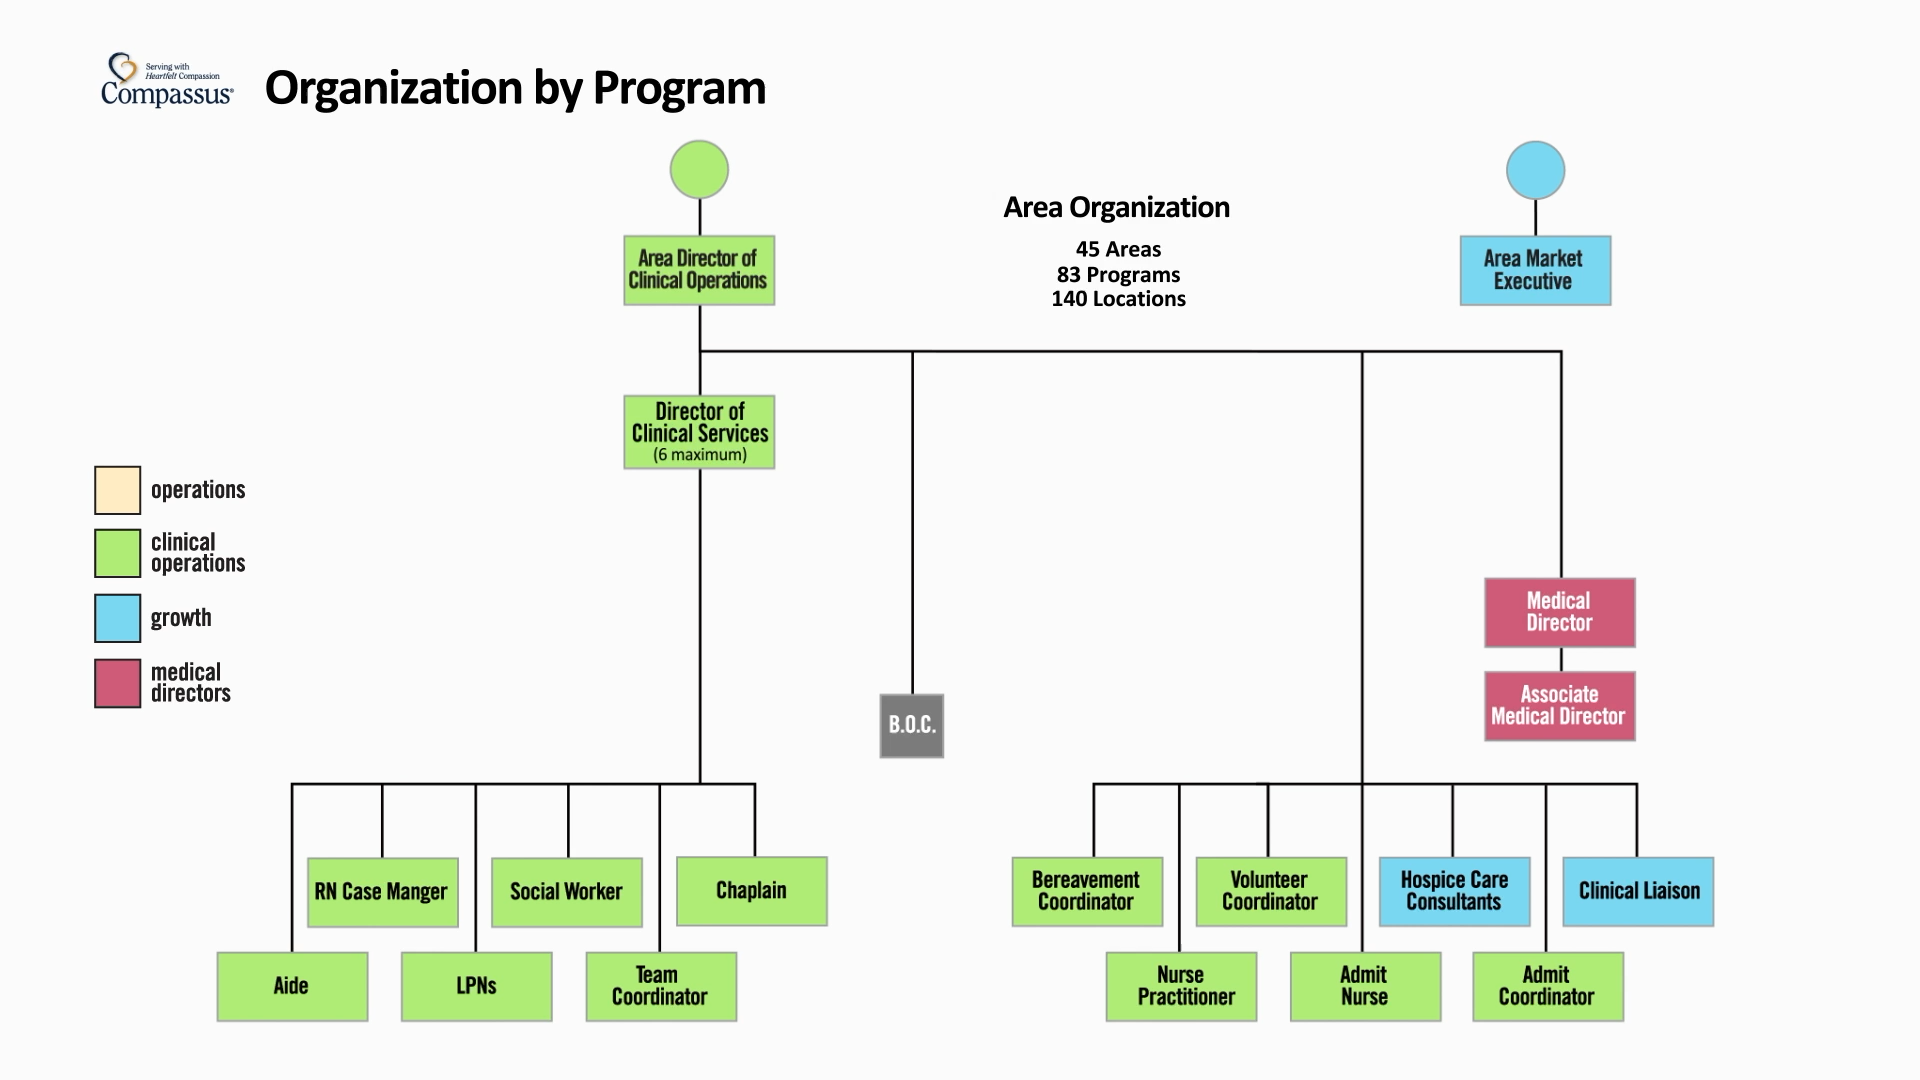 Serving with
Heartfelt Compassion
Compassus®
Organization by Program
Area Organization
45 Areas
83 Programs
140 Locations
Area Director of
Clinical Operations
Area Market
Executive
Director of
Clinical Services
(6 maximum)
operations
clinical
operations
growth
medical
directors
Medical
Director
Associate
Medical Director
B.O.C.
RN Case Manger
Social Worker
Chaplain
Aide
LPNs
Team
Coordinator
Bereavement
Coordinator
Volunteer
Coordinator
Hospice Care
Consultants
Clinical Liaison
Nurse
Practitioner
Admit
Nurse
Admit
Coordinator